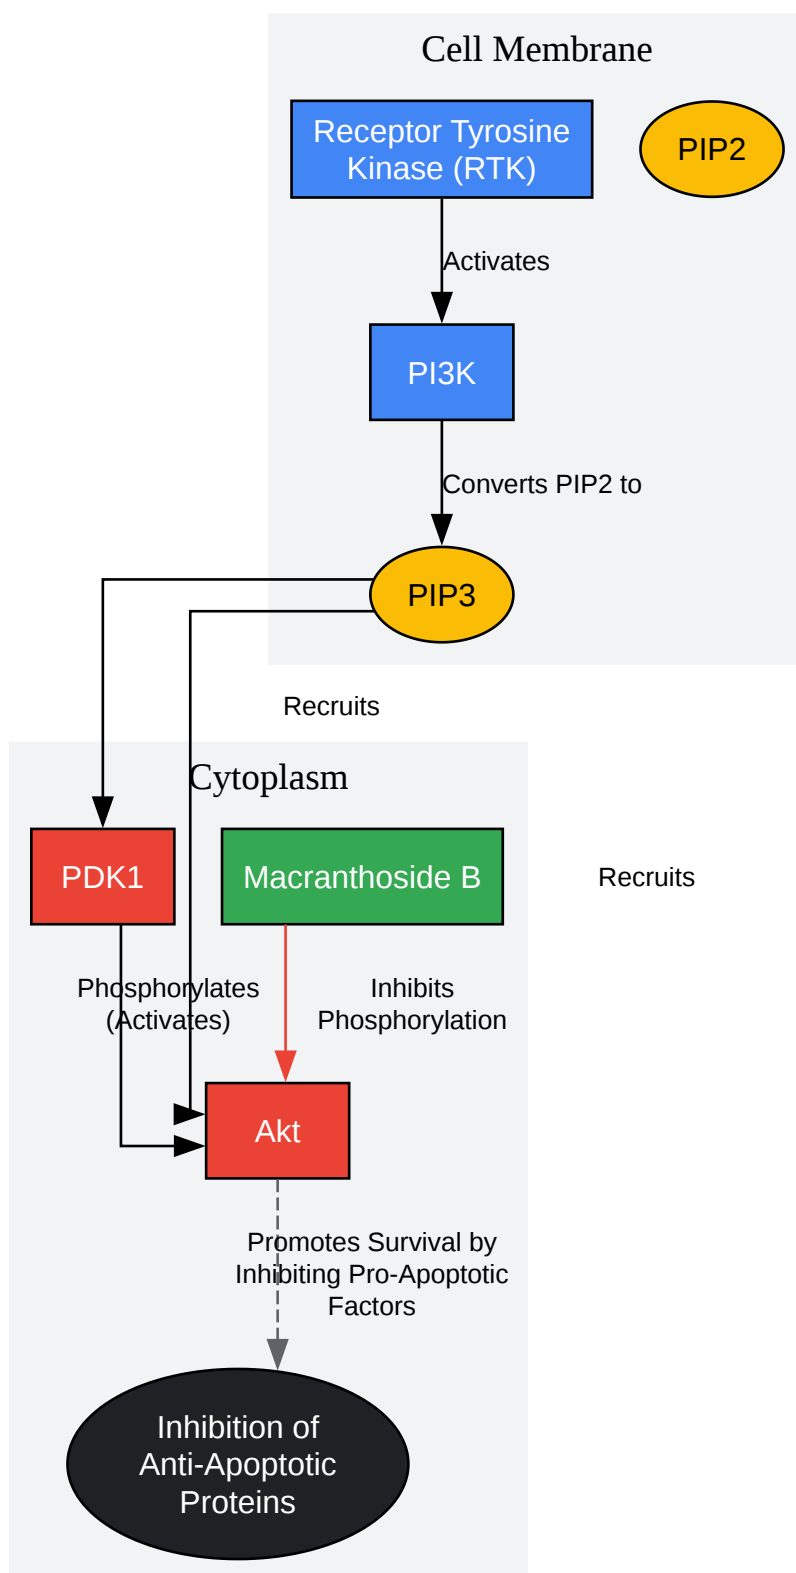 Cell Membrane
Receptor Tyrosine
Kinase (RTK)
PIP2
Activates
PI3K
Converts PIP2 to
PIP3
Recruits
Cytoplasm
PDK1
Macranthoside B
Recruits
Phosphorylates
(Activates)
Inhibits
Phosphorylation
Akt
Promotes Survival by
Inhibiting Pro-Apoptotic
Factors
Inhibition of
Anti-Apoptotic
Proteins